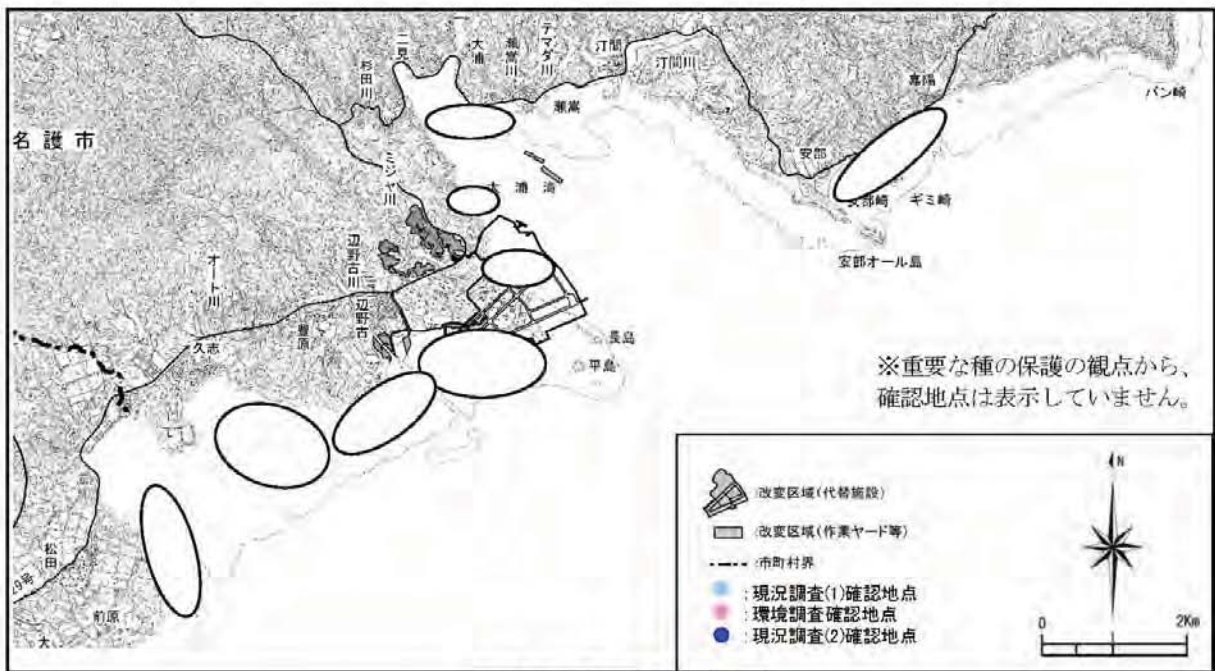 二見
大浦
瀬嵩川
テマダ川
汀間
杉田川
汀間川
嘉陽
バン崎
瀬嵩
名護市
安部
ミジャ川
大浦湾
安部崎
ギミ崎
安部オール島
辺野古川
オート川
辺野古
豊原
久志
長島
平島
※重要な種の保護の観点から、
確認地点は表示していません。
:改変区域(代替施設)
:改変区域(作業ヤード等)
:市町村界
:現況調査(1)確認地点
:環境調査確認地点
:現況調査(2)確認地点
N
0 2Km
松田
29号
前原
大